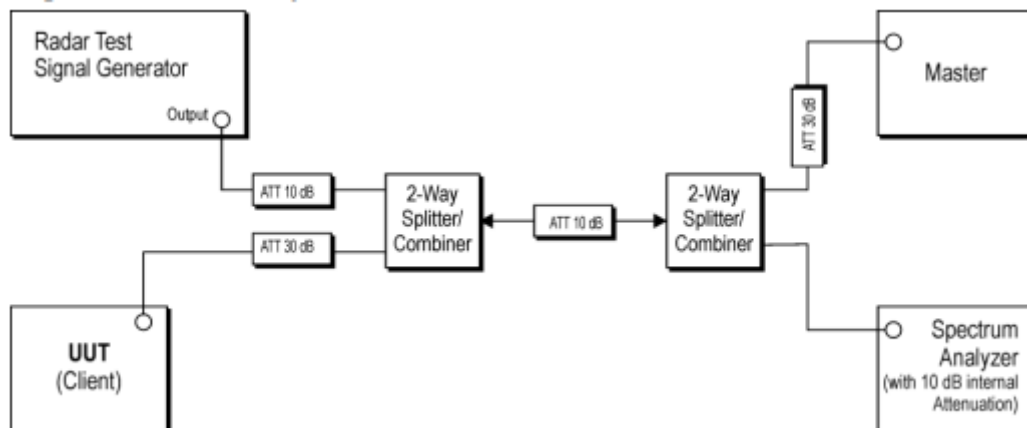 Radar Test
Signal Generator
Output
ATT 10 dB
ATT 30 dB
UUT
(Client)
2-Way
Splitter/
Combiner
ATT 10 dB
2-Way
Splitter/
Combiner
ATT 30 dB
Master
Spectrum
Analyzer
(with 10 dB internal
Attenuation)